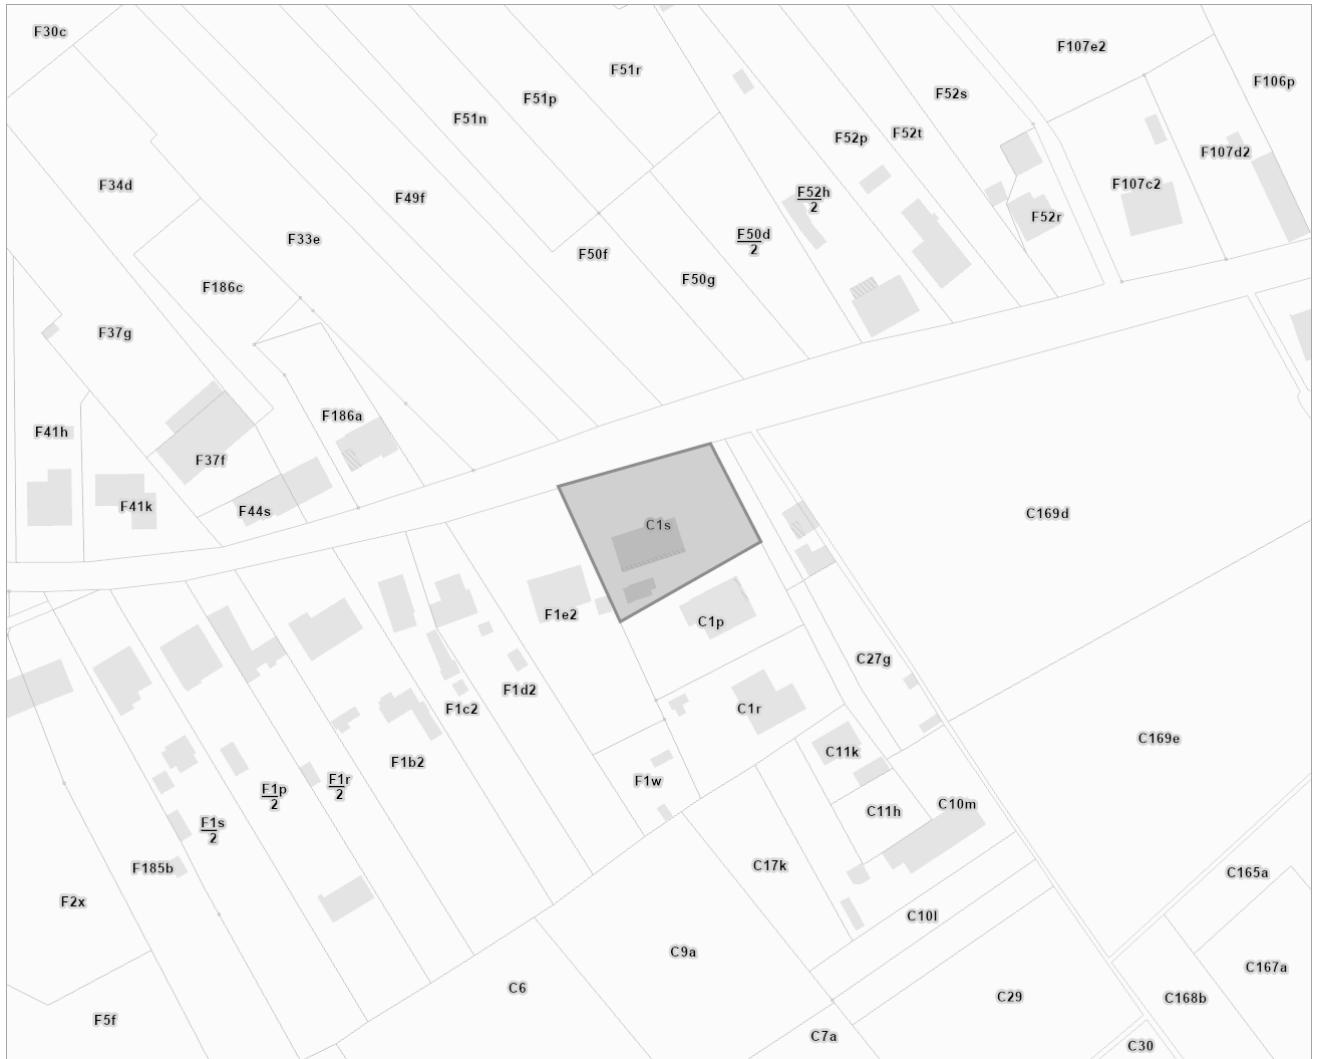 F30c
F107e2
F51r
F106p
F52s
F51p
F51n
F52t
F52p
F107d2
F34d
F107c2
F49f
F52h
2
F52r
F33e
F50d
2
F50f
F50g
F186c
F37g
F186a
F41h
F37f
F41k
F44s
C1s
C169d
F1e2
C1p
C27g
F1d2
F1c2
C1r
C169e
C11k
F1b2
F1w
F1r
2
F1p
2
C11h
C10m
F1s
2
F185b
C17k
C165a
F2x
C10l
C9a
C167a
C6
C29
C168b
F5f
C7a
C30